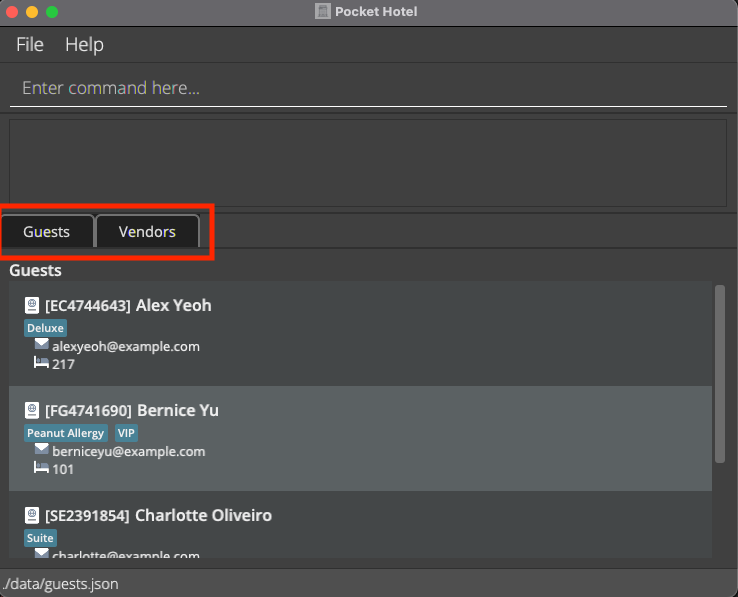 Pocket Hotel
File Help
Enter command here...
Guests Vendors
Guests
[EC4744643] Alex Yeoh
Deluxe
alexyeoh@example.com
217
[FG4741690] Bernice Yu
Peanut Allergy VIP
berniceyu@example.com
101
[SE2391854] Charlotte Oliveiro
Suite
charlotte@example.com
./data/guests.json